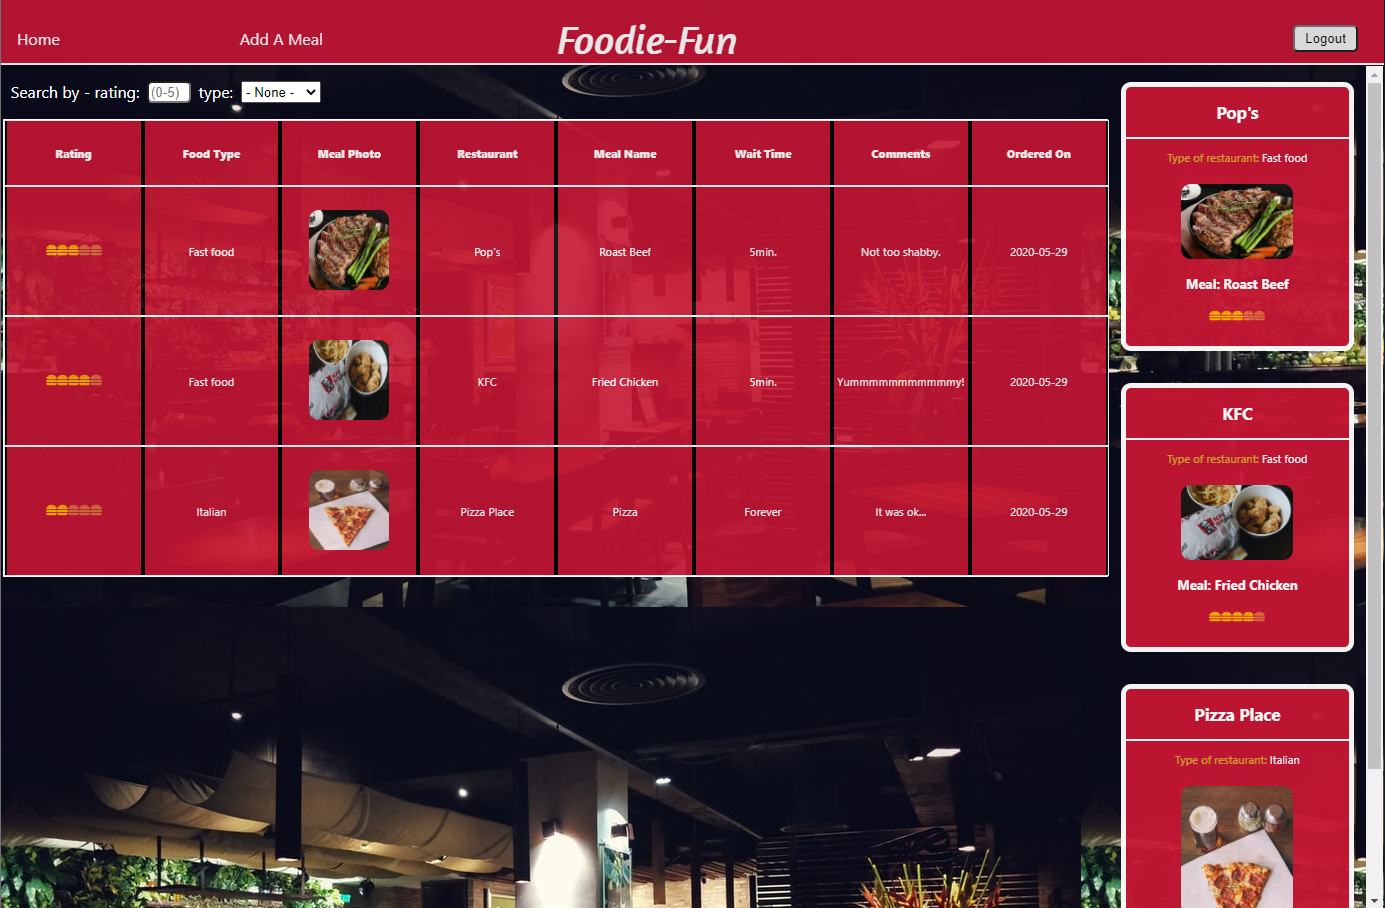 Home Add A Meal Foodie-Fun Logout
Search by - rating: (0-5) type: - None -
Rating Food Type Meal Photo Restaurant Meal Name Wait Time Comments Ordered On
Fast food Pop's Roast Beef 5min. Not too shabby. 2020-05-29
Fast food KFC Fried Chicken 5min. Yummmmmmmmmmmy! 2020-05-29
Italian Pizza Place Pizza Forever It was ok... 2020-05-29
Pop's
Type of restaurant: Fast food
Meal: Roast Beef
KFC
Type of restaurant: Fast food
KFC
Meal: Fried Chicken
Pizza Place
Type of restaurant: Italian